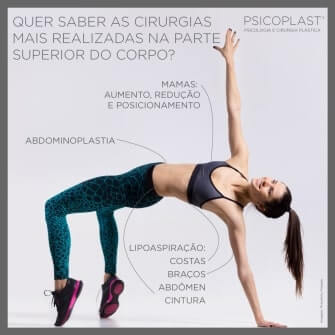 QUER SABER AS CIRURGIAS
MAIS REALIZADAS NA PARTE
SUPERIOR DO CORPO?
PSICOPLAST
PSICOLOGIA E CIRURGIA PLÁSTICA
MAMAS:
AUMENTO, REDUÇÃO
E POSICIONAMENTO
ABDOMINOPLASTIA
LIPOASPIRAÇÃO:
COSTAS
BRAÇOS
ABDÔMEN
CINTURA